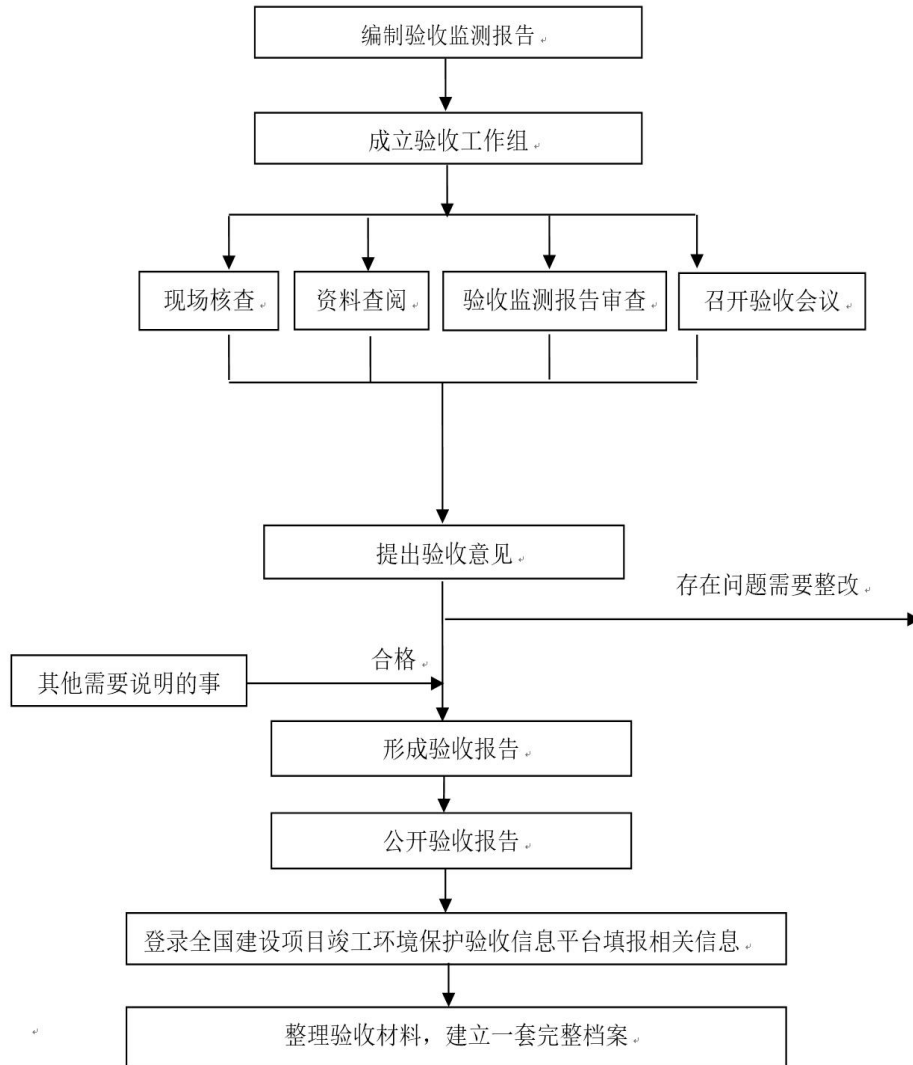 编制验收监测报告
成立验收工作组
现场核查
资料查阅
验收监测报告审查
召开验收会议
提出验收意见
存在问题需要整改
合格
其他需要说明的事
形成验收报告
公开验收报告
登录全国建设项目竣工环境保护验收信息平台填报相关信息
整理验收材料，建立一套完整档案